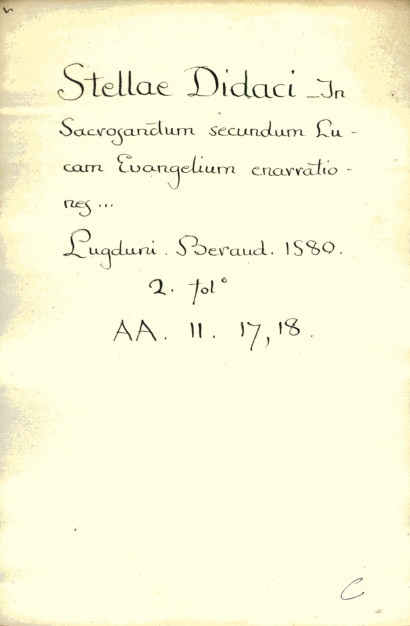 Stellae Didaci _ In
Sacrosanctum secundum Lu -
cam Evangelium enarratio -
nes ...
Lugduni . Beraud. 1580.
2. fol°
AA. 11. 17, 18.
C